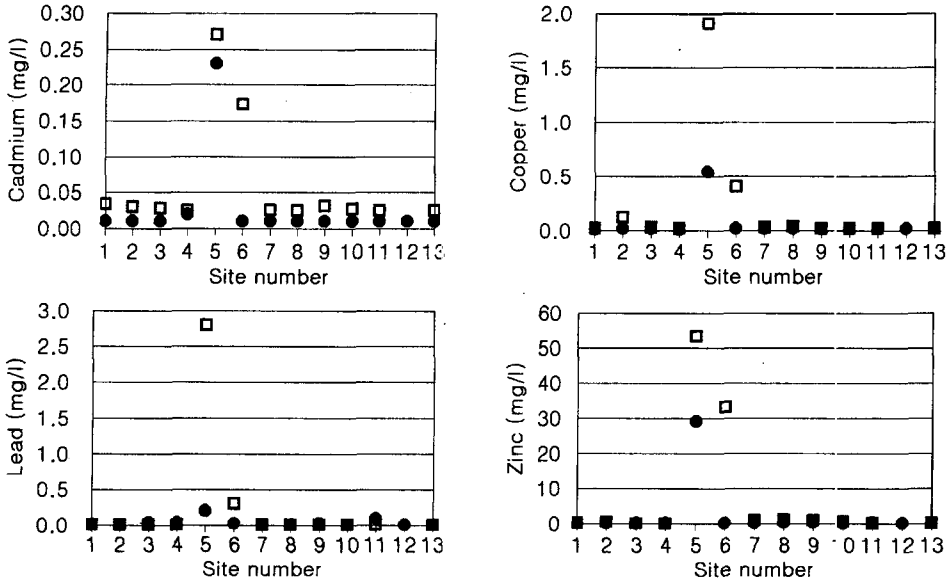 Cadmium (mg/l)
0.30
0.25
0.20
0.15
0.10
0.05
0.00
1 2 3 4 5 6 7 8 9 10 11 12 13
Site number
Copper (mg/l)
2.0
1.5
1.0
0.5
0.0
1 2 3 4 5 6 7 8 9 10 11 12 13
Site number
Lead (mg/l)
3.0
2.5
2.0
1.5
1.0
0.5
0.0
1 2 3 4 5 6 7 8 9 10 11 12 13
Site number
Zinc (mg/l)
60
50
40
30
20
10
0
1 2 3 4 5 6 7 8 9 10 11 12 13
Site number